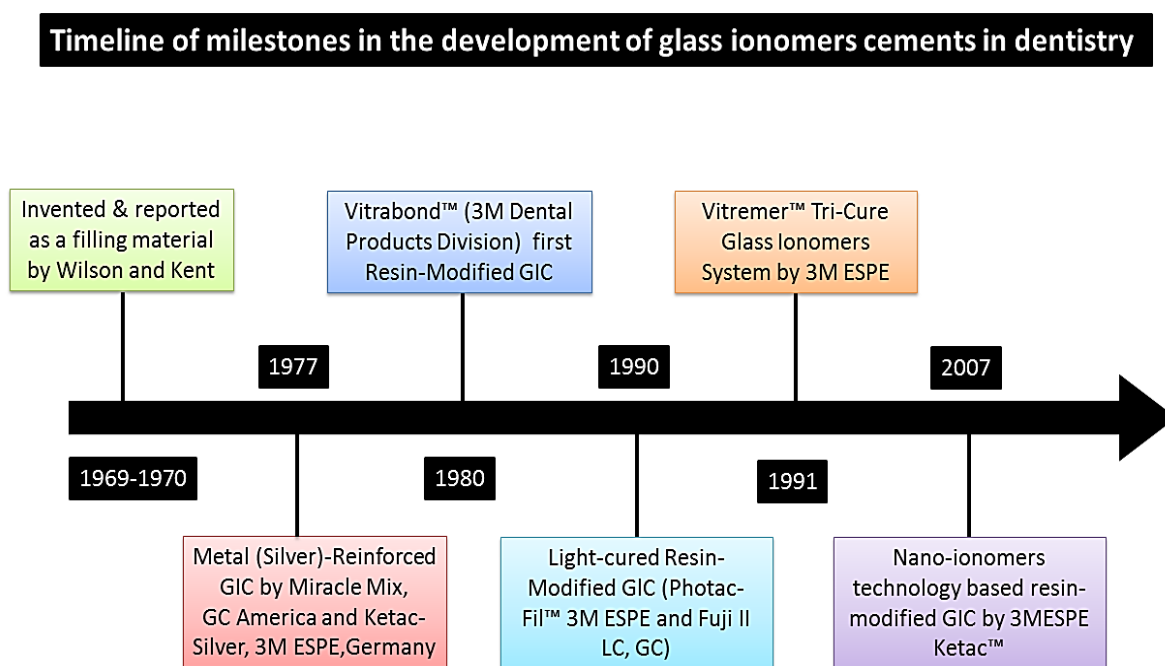 Timeline of milestones in the development of glass ionomers cements in dentistry
Invented & reported
as a filling material
by Wilson and Kent
Vitrabond™ (3M Dental
Products Division) first
Resin-Modified GIC
Vitremer™ Tri-Cure
Glass Ionomers
System by 3M ESPE
1977
1990
2007
1969-1970
1980
1991
Metal (Silver)-Reinforced
GIC by Miracle Mix,
GC America and Ketac-
Silver, 3M ESPE,Germany
Light-cured Resin-
Modified GIC (Photac-
Fil™ 3M ESPE and Fuji II
LC, GC)
Nano-ionomers
technology based resin-
modified GIC by 3MESPE
Ketac™